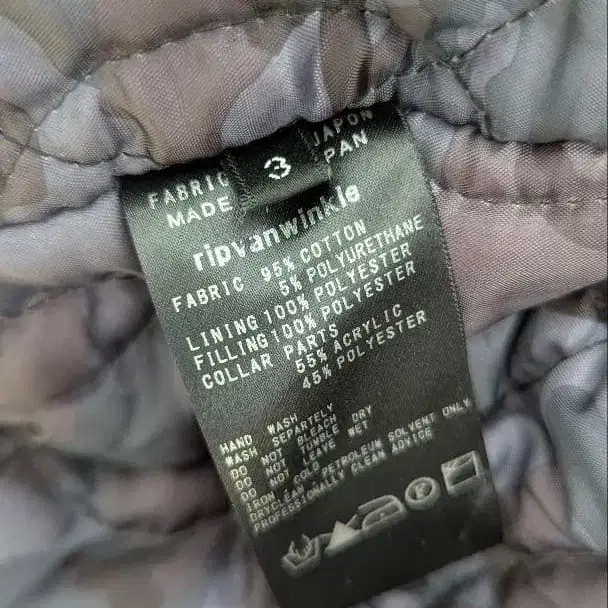 3
FABRIC JAPON
MADE PAN
ripvanwinkle
FABRIC 95% COTTON
5% POLYURETHANE
LINING 100% POLYESTER
FILLING 100% POLYESTER
COLLAR PARTS
55% ACRYLIC
45% POLYESTER
HAND WASH
WASH SEPARTELY
DO NOT BLEACH
DO NOT TUMBLE DRY
DO NOT LEAVE WET
IRON COLD
DRYCLEAN PETROLEUM SOLVENT ONLY
PROFESSIONALLY CLEAN ADVICE